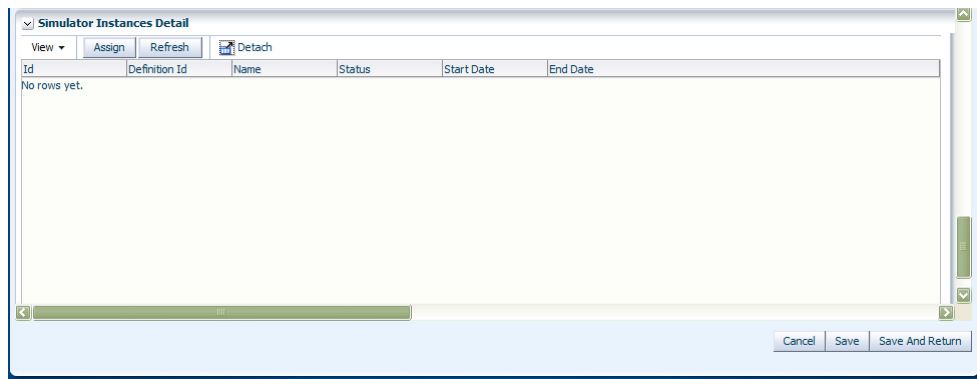 Simulator Instances Detail
View Assign Refresh Detach
Id Definition Id Name Status Start Date End Date
No rows yet.
Cancel Save Save And Return